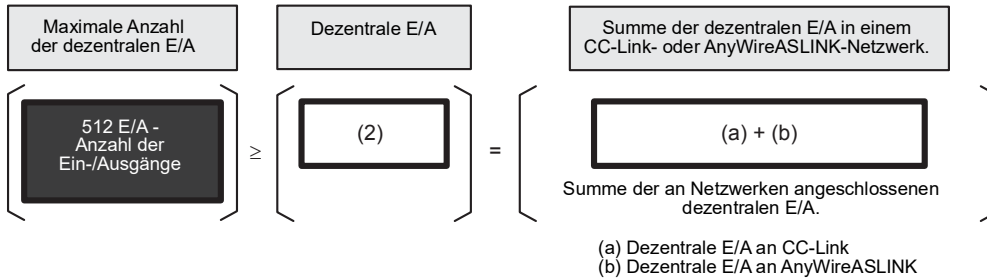 Maximale Anzahl
der dezentralen E/A
Dezentrale E/A
Summe der dezentralen E/A in einem
CC-Link- oder AnyWireASLINK-Netzwerk.
512 E/A -
Anzahl der
Ein-/Ausgänge
≥
(2)
=
(a) + (b)
Summe der an Netzwerken angeschlossenen
dezentralen E/A.
(a) Dezentrale E/A an CC-Link
(b) Dezentrale E/A an AnyWireASLINK